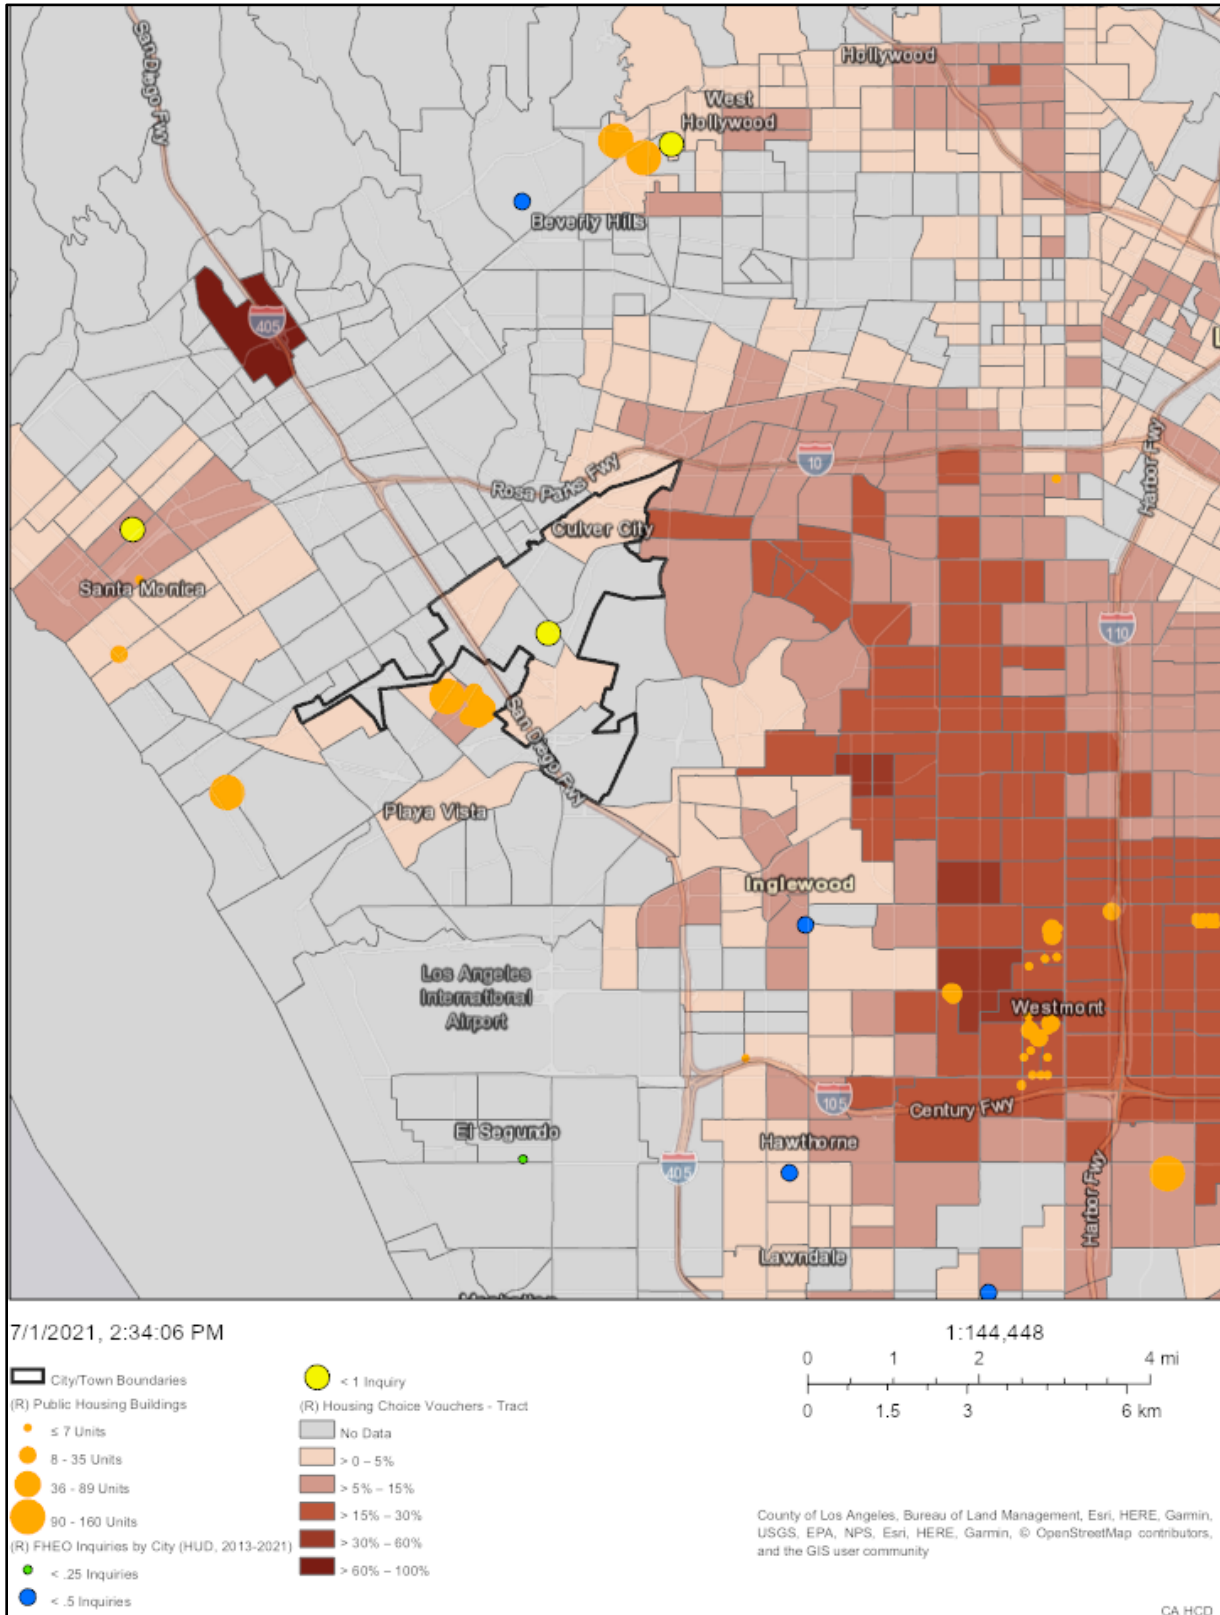 San Diego Fwy
Hollywood
West
Hollywood
Beverly Hills
405
10
Rosa Parks Fwy
Harbor Fwy
Culver City
Santa Monica
110
San Diego Fwy
Playa Vista
Inglewood
Los Angeles
International
Airport
Westmont
105
Century Fwy
El Segundo
Hawthorne
405
Harbor Fwy
Lawndale
7/1/2021, 2:34:06 PM
1:144,448
0 1 2 4 mi
0 1.5 3 6 km
City/Town Boundaries
(R) Public Housing Buildings
≤ 7 Units
8 - 35 Units
36 - 89 Units
90 - 160 Units
(R) FHEO Inquiries by City (HUD, 2013-2021)
< .25 Inquiries
< .5 Inquiries
< 1 Inquiry
(R) Housing Choice Vouchers - Tract
No Data
> 0 – 5%
> 5% – 15%
> 15% – 30%
> 30% – 60%
> 60% – 100%
County of Los Angeles, Bureau of Land Management, Esri, HERE, Garmin,
USGS, EPA, NPS, Esri, HERE, Garmin, © OpenStreetMap contributors,
and the GIS user community
CA HCD